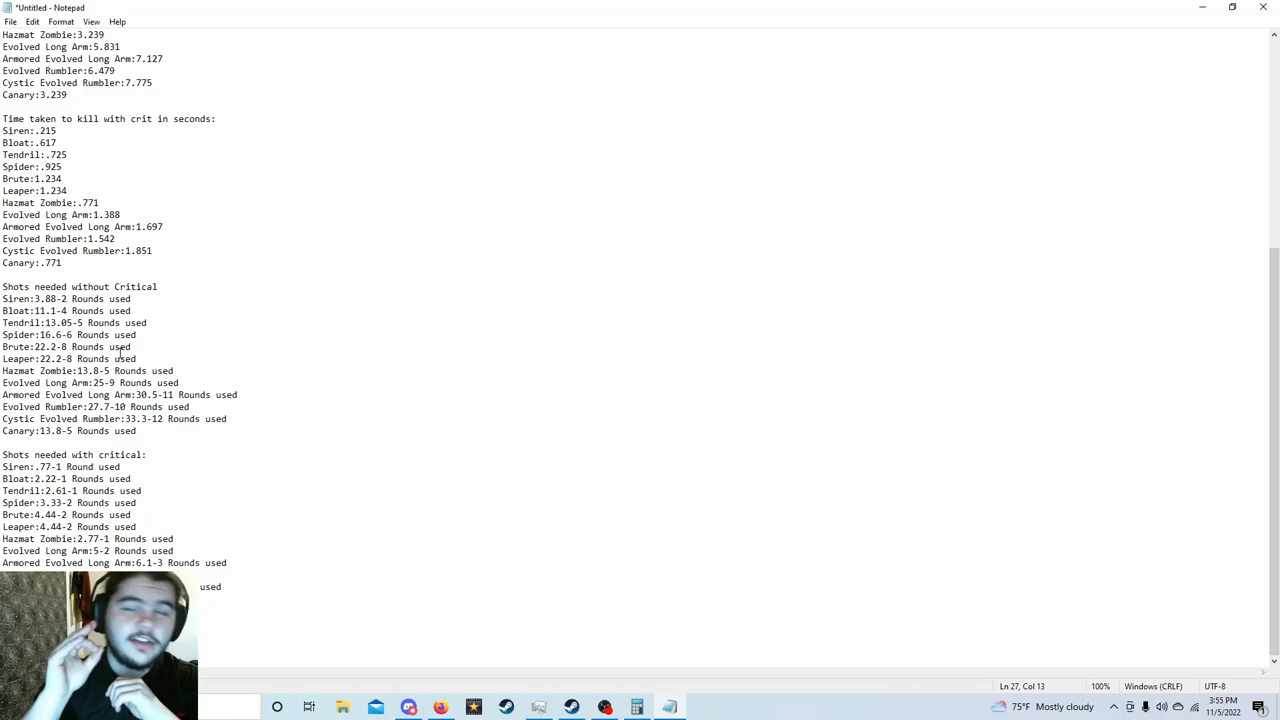 *Untitled - Notepad
File Edit Format View Help
Hazmat Zombie:3.239
Evolved Long Arm:5.831
Armored Evolved Long Arm:7.127
Evolved Rumbler:6.479
Cystic Evolved Rumbler:7.775
Canary:3.239
Time taken to kill with crit in seconds:
Siren:.215
Bloat:.617
Tendril:.725
Spider:.925
Brute:1.234
Leaper:1.234
Hazmat Zombie:.771
Evolved Long Arm:1.388
Armored Evolved Long Arm:1.697
Evolved Rumbler:1.542
Cystic Evolved Rumbler:1.851
Canary:.771
Shots needed without Critical
Siren:3.88-2 Rounds used
Bloat:11.1-4 Rounds used
Tendril:13.05-5 Rounds used
Spider:16.6-6 Rounds used
Brute:22.2-8 Rounds used
Leaper:22.2-8 Rounds used
Hazmat Zombie:13.8-5 Rounds used
Evolved Long Arm:25-9 Rounds used
Armored Evolved Long Arm:30.5-11 Rounds used
Evolved Rumbler:27.7-10 Rounds used
Cystic Evolved Rumbler:33.3-12 Rounds used
Canary:13.8-5 Rounds used
Shots needed with critical:
Siren:.77-1 Round used
Bloat:2.22-1 Rounds used
Tendril:2.61-1 Rounds used
Spider:3.33-2 Rounds used
Brute:4.44-2 Rounds used
Leaper:4.44-2 Rounds used
Hazmat Zombie:2.77-1 Rounds used
Evolved Long Arm:5-2 Rounds used
Armored Evolved Long Arm:6.1-3 Rounds used
used
Ln 27, Col 13 100% Windows (CRLF) UTF-8
75°F Mostly cloudy 3:55 PM
11/5/2022